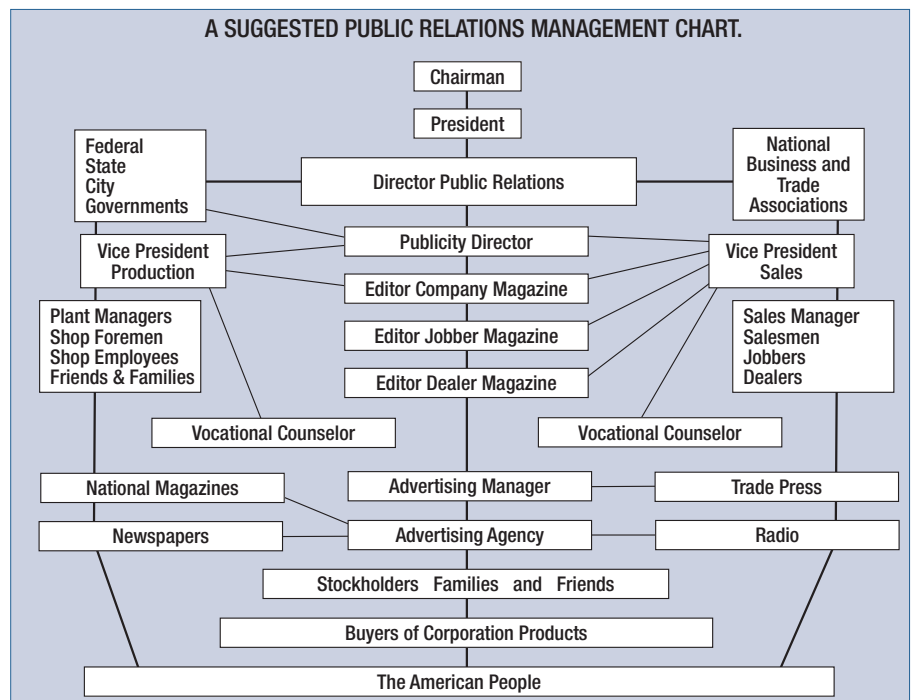 A SUGGESTED PUBLIC RELATIONS MANAGEMENT CHART.
Chairman
President
Federal
State
City
Governments
Director Public Relations
National
Business and
Trade
Associations
Publicity Director
Vice President
Production
Vice President
Sales
Editor Company Magazine
Plant Managers
Shop Foremen
Shop Employees
Friends & Families
Editor Jobber Magazine
Editor Dealer Magazine
Sales Manager
Salesmen
Jobbers
Dealers
Vocational Counselor
Vocational Counselor
National Magazines
Advertising Manager
Trade Press
Newspapers
Advertising Agency
Radio
Stockholders Families and Friends
Buyers of Corporation Products
The American People